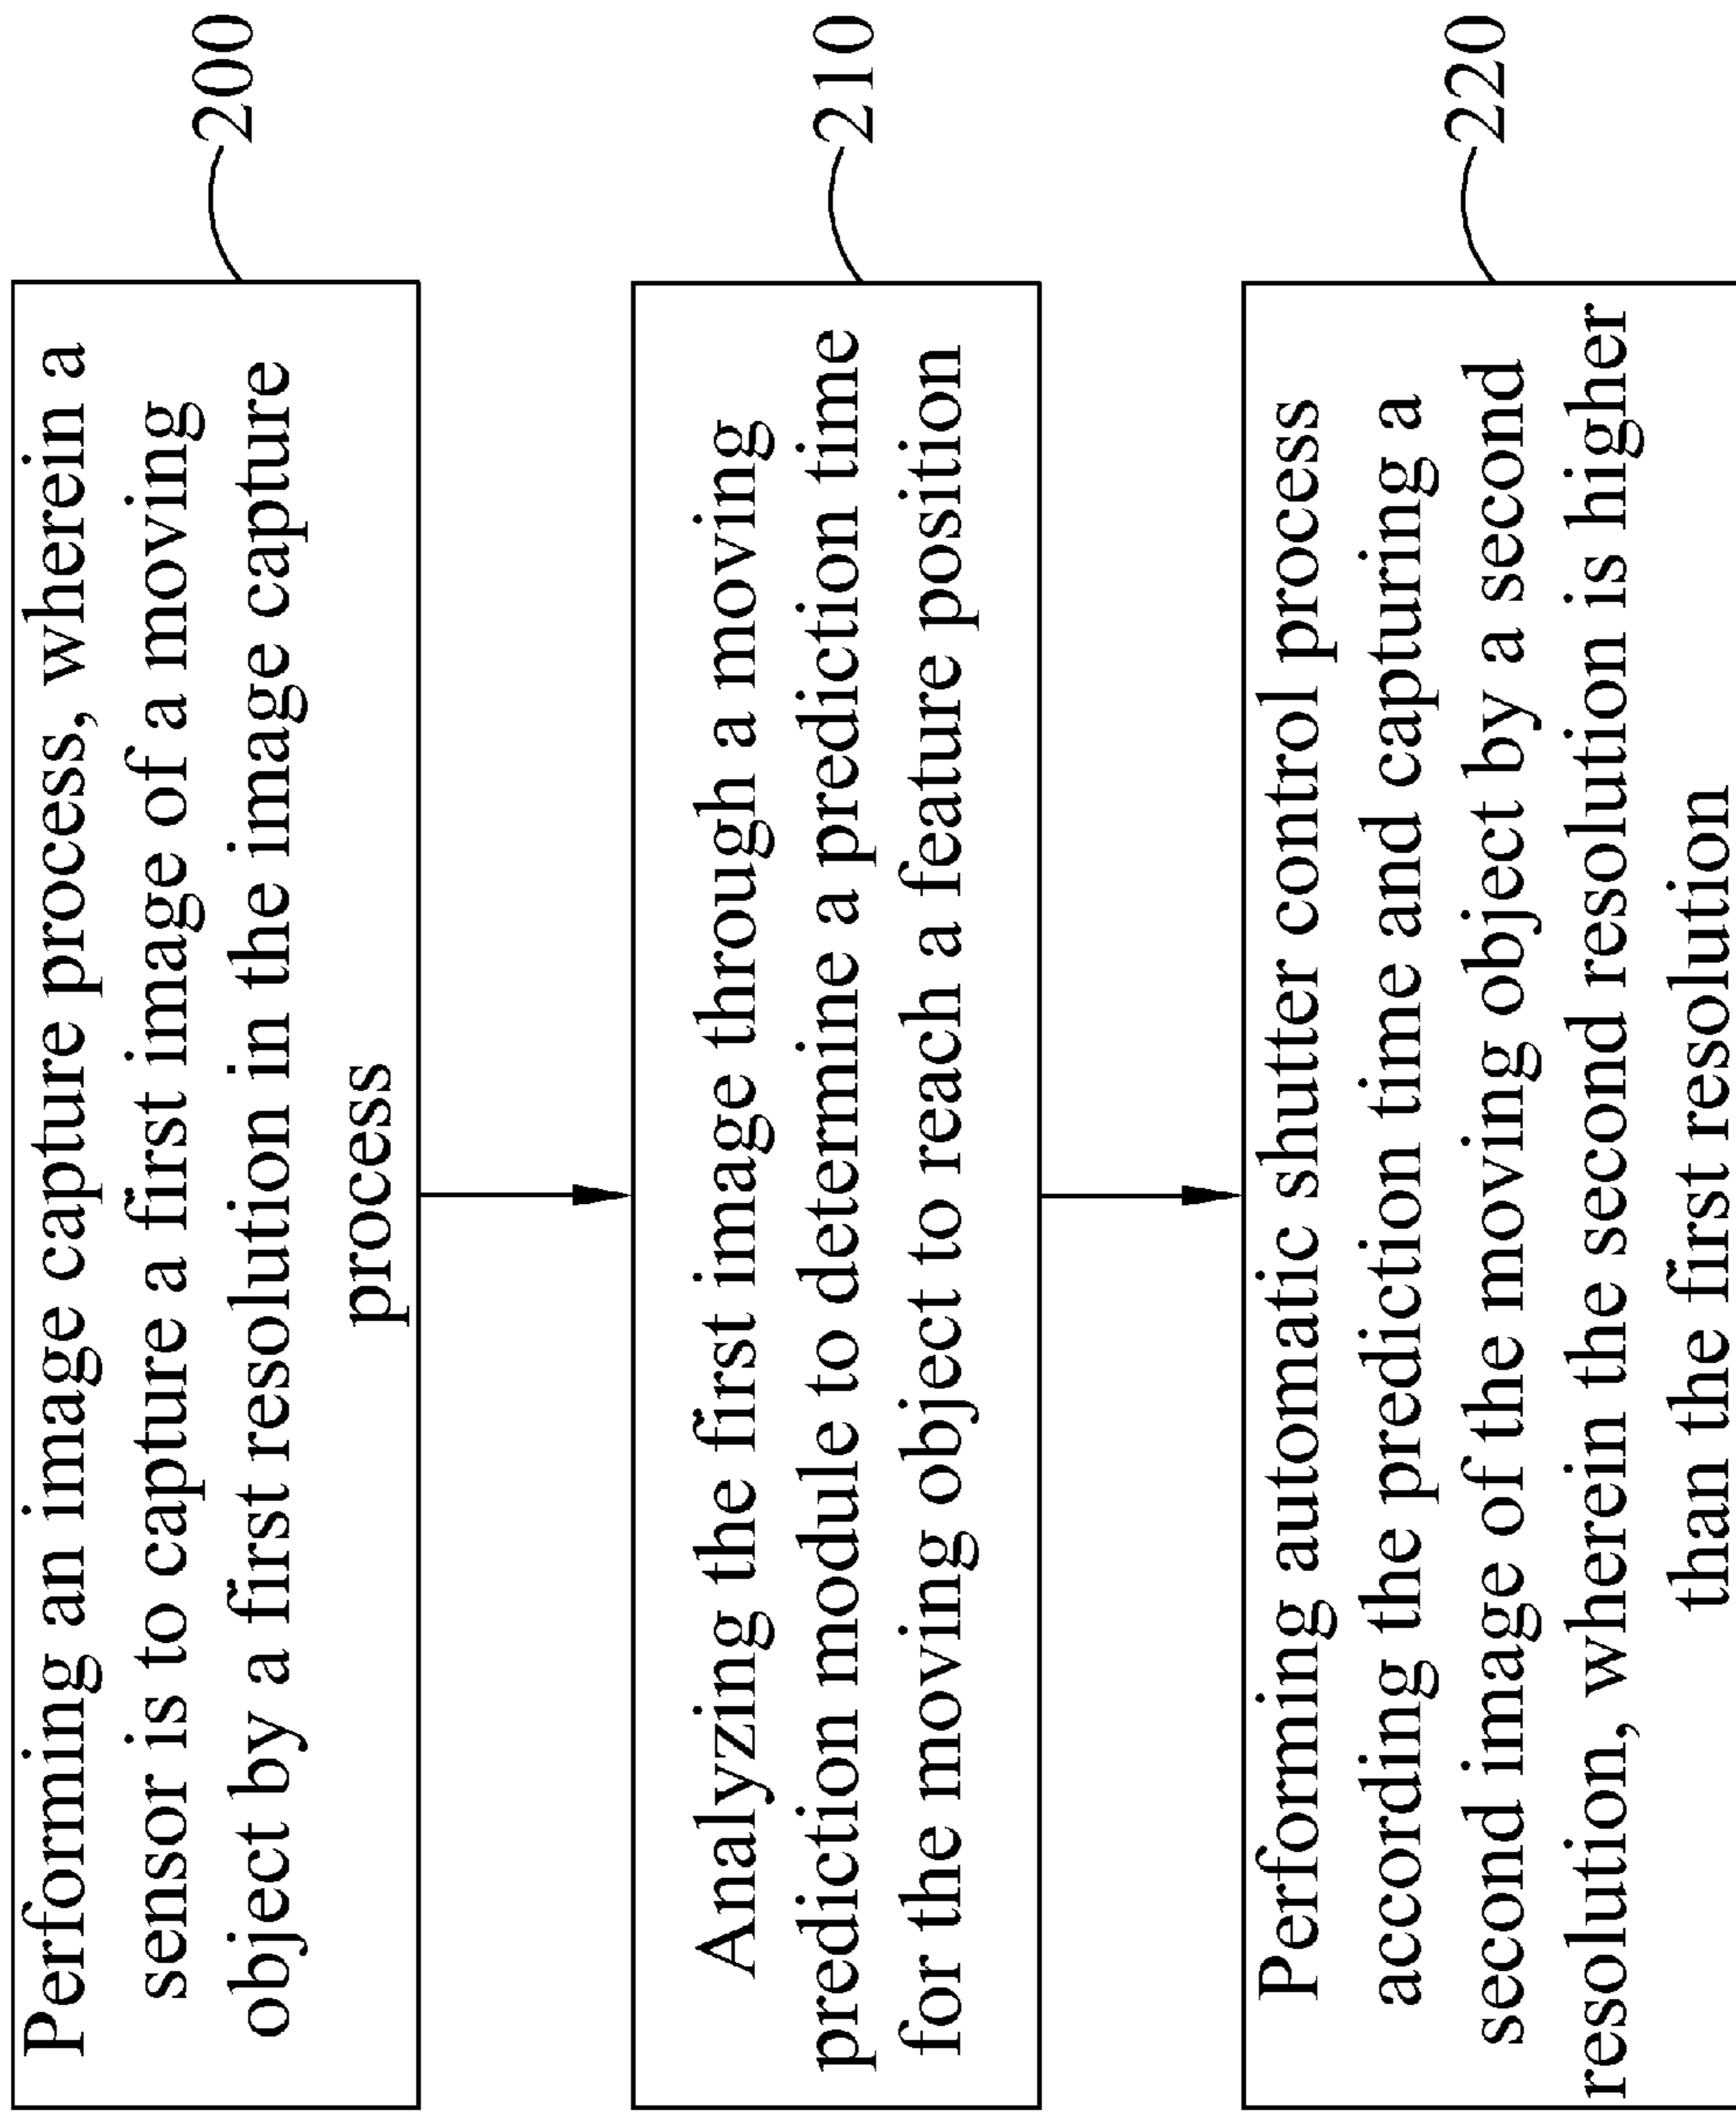 Performing an image capture process, wherein a
sensor is to capture a first image of a moving
object by a first resolution in the image capture
process
200
Analyzing the first image through a moving
prediction module to determine a prediction time
for the moving object to reach a feature position
210
Performing automatic shutter control process
according the prediction time and capturing a
second image of the moving object by a second
resolution, wherein the second resolution is higher
than the first resolution
220